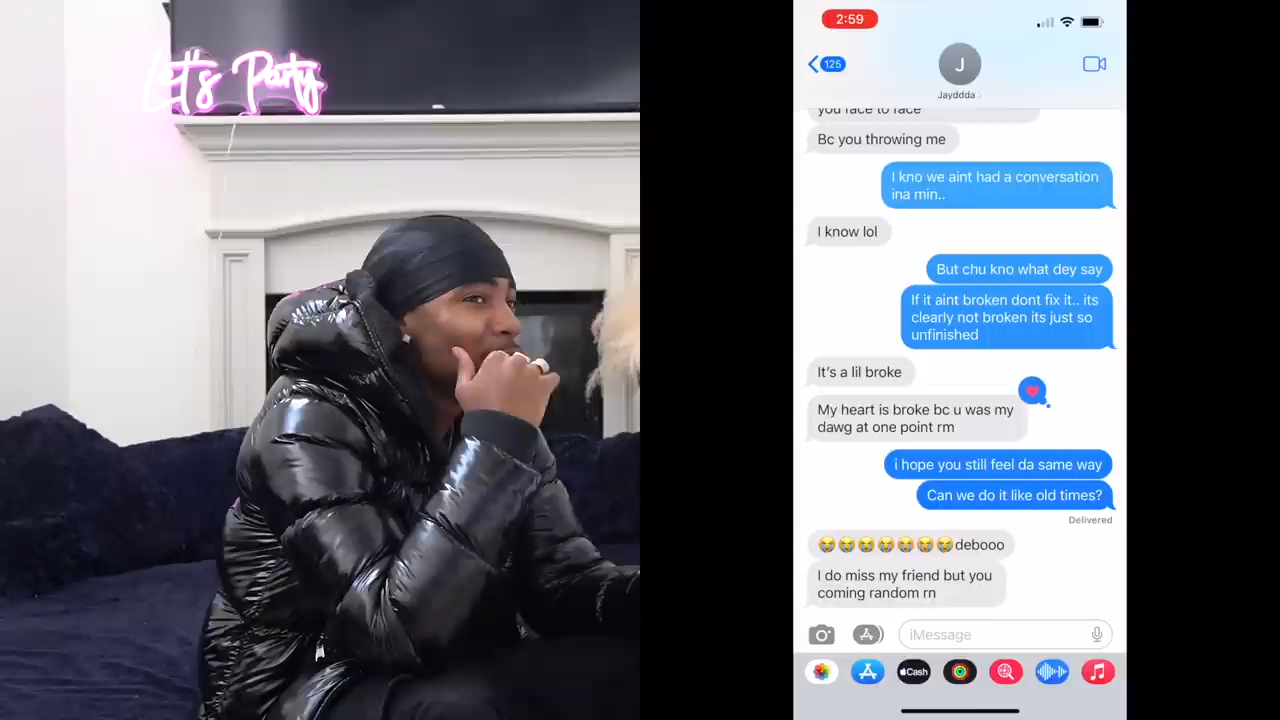 Let's Party
2:59
125
J
Jayddda
you face to face
Bc you throwing me
I kno we aint had a conversation
ina min..
I know lol
But chu kno what dey say
If it aint broken dont fix it.. its
clearly not broken its just so
unfinished
It's a lil broke
My heart is broke bc u was my
dawg at one point rm
i hope you still feel da same way
Can we do it like old times?
Delivered
😭😭😭😭😭😭😭debooo
I do miss my friend but you
coming random rn
iMessage
Cash